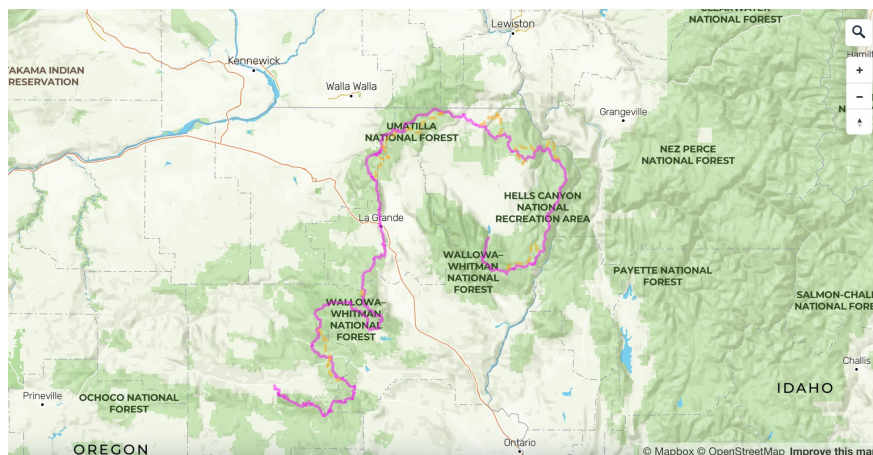 CLEARWATER
NATIONAL FOREST
Lewiston
Kennewick
YAKAMA INDIAN
RESERVATION
Walla Walla
Grangeville
UMATILLA
NATIONAL FOREST
NEZ PERCE
NATIONAL FOREST
HELLS CANYON
NATIONAL
RECREATION AREA
La Grande
WALLOWA–
WHITMAN
NATIONAL
FOREST
PAYETTE NATIONAL
FOREST
SALMON-CHAL
NATIONAL FORE
WALLOWA–
WHITMAN
NATIONAL
FOREST
Challis
IDAHO
Prineville
OCHOCO NATIONAL
FOREST
Ontario
OREGON
© Mapbox © OpenStreetMap Improve this ma